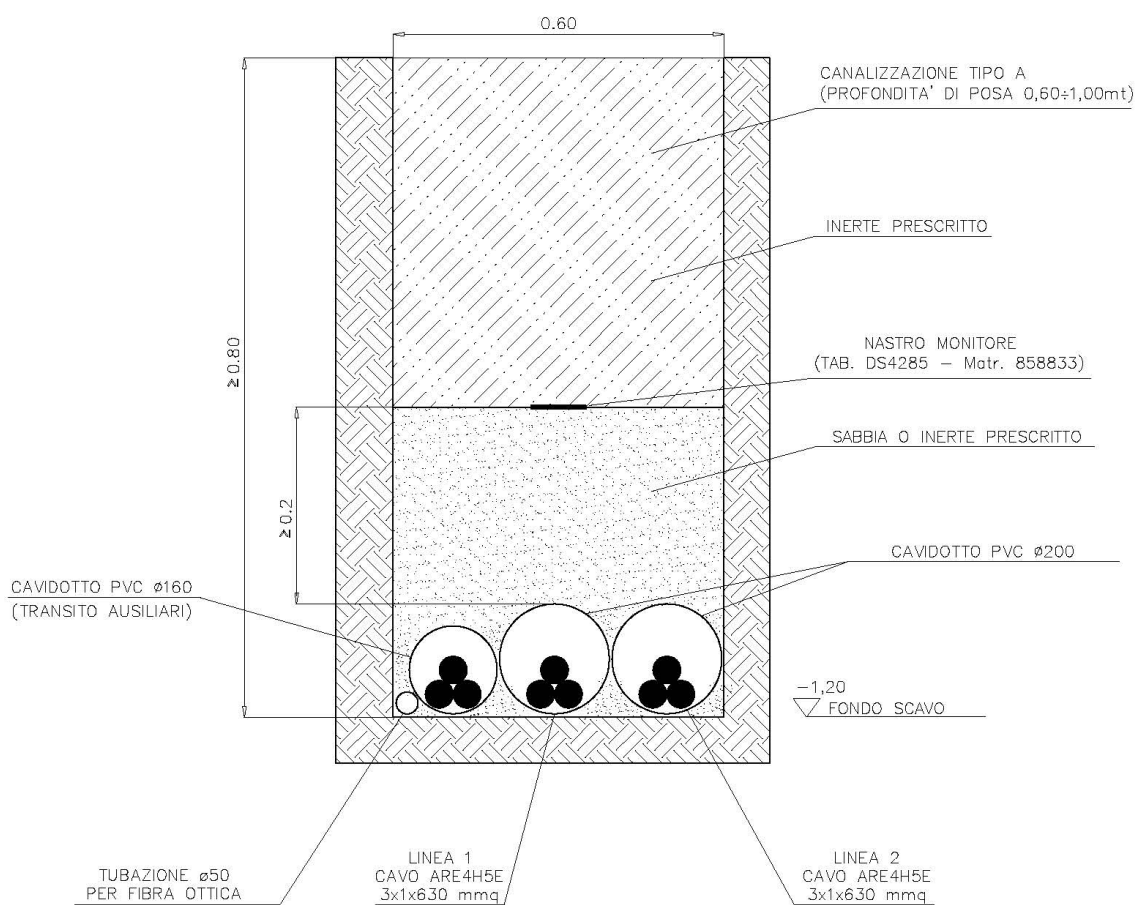 0.60
CANALIZZAZIONE TIPO A
(PROFONDITA' DI POSA 0,60÷1,00mt)
INERTE PRESCRITTO
NASTRO MONITORE
(TAB. DS4285 – Matr. 858833)
≥0.80
SABBIA O INERTE PRESCRITTO
≥0.2
CAVIDOTTO PVC ø200
CAVIDOTTO PVC ø160
(TRANSITO AUSILIARI)
-1,20
FONDO SCAVO
TUBAZIONE ø50
PER FIBRA OTTICA
LINEA 1
CAVO ARE4H5E
3x1x630 mmq
LINEA 2
CAVO ARE4H5E
3x1x630 mmq